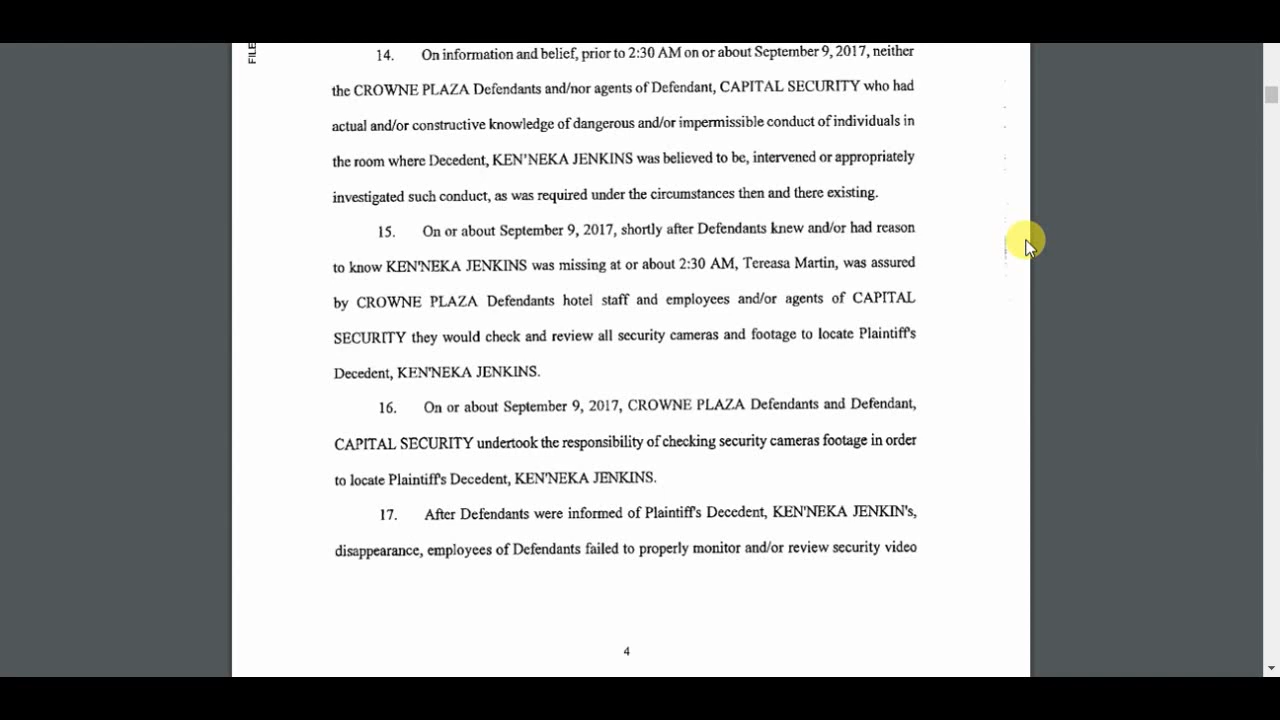 FILE
14. On information and belief, prior to 2:30 AM on or about September 9, 2017, neither
the CROWNE PLAZA Defendants and/nor agents of Defendant, CAPITAL SECURITY who had
actual and/or constructive knowledge of dangerous and/or impermissible conduct of individuals in
the room where Decedent, KEN'NEKA JENKINS was believed to be, intervened or appropriately
investigated such conduct, as was required under the circumstances then and there existing.
15. On or about September 9, 2017, shortly after Defendants knew and/or had reason
to know KEN'NEKA JENKINS was missing at or about 2:30 AM, Tereasa Martin, was assured
by CROWNE PLAZA Defendants hotel staff and employees and/or agents of CAPITAL
SECURITY they would check and review all security cameras and footage to locate Plaintiff's
Decedent, KEN'NEKA JENKINS.
16. On or about September 9, 2017, CROWNE PLAZA Defendants and Defendant,
CAPITAL SECURITY undertook the responsibility of checking security cameras footage in order
to locate Plaintiff's Decedent, KEN'NEKA JENKINS.
17. After Defendants were informed of Plaintiff's Decedent, KEN'NEKA JENKIN's,
disappearance, employees of Defendants failed to properly monitor and/or review security video
4